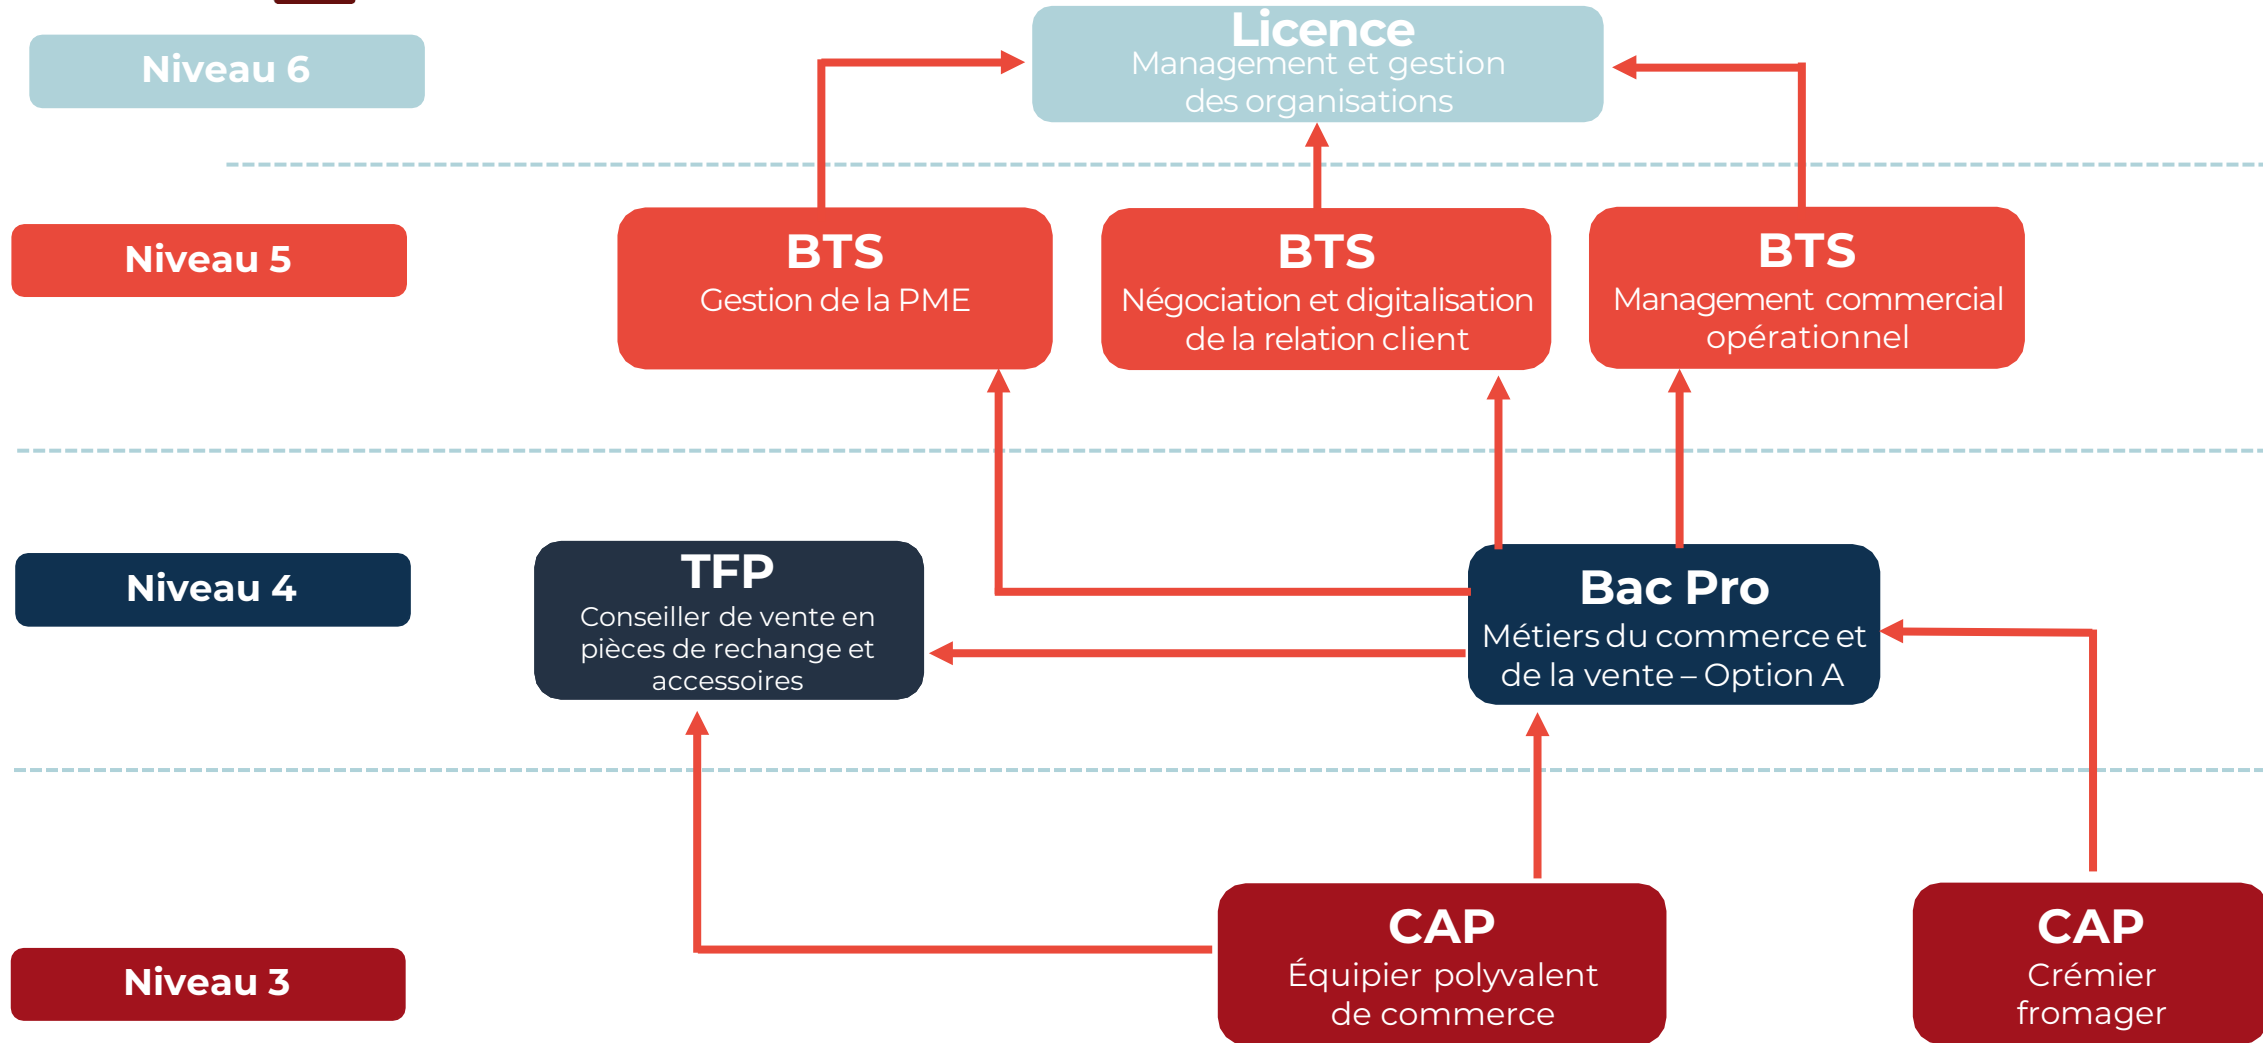 Niveau 6
Licence
Management et gestion
des organisations
Niveau 5
BTS
Gestion de la PME
BTS
Négociation et digitalisation
de la relation client
BTS
Management commercial
opérationnel
Niveau 4
TFP
Conseiller de vente en
pièces de rechange et
accessoires
Bac Pro
Métiers du commerce et
de la vente – Option A
Niveau 3
CAP
Équipier polyvalent
de commerce
CAP
Crémier
fromager